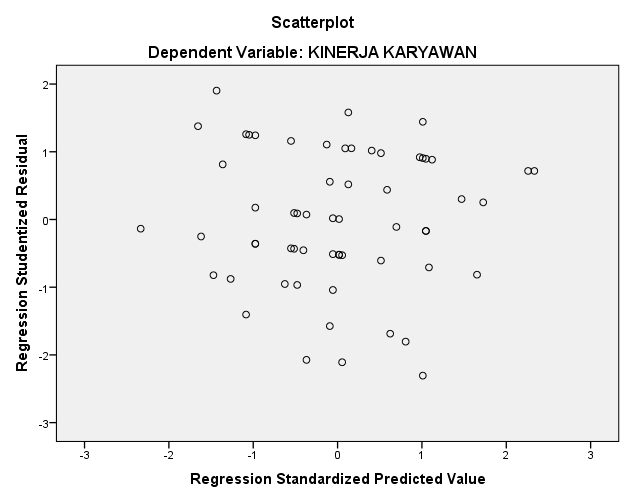 Scatterplot
Dependent Variable: KINERJA KARYAWAN
Regression Studentized Residual
2
1
0
-1
-2
-3
-3 -2 -1 0 1 2 3
Regression Standardized Predicted Value